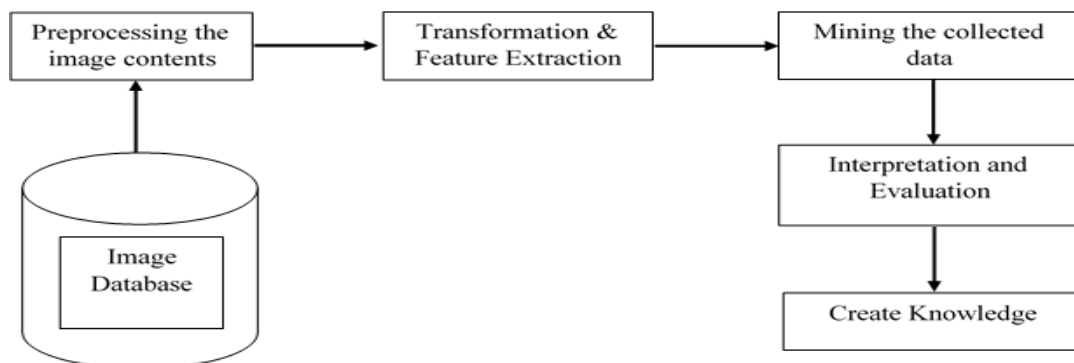 Preprocessing the
image contents
Transformation &
Feature Extraction
Mining the collected
data
Interpretation and
Evaluation
Image
Database
Create Knowledge